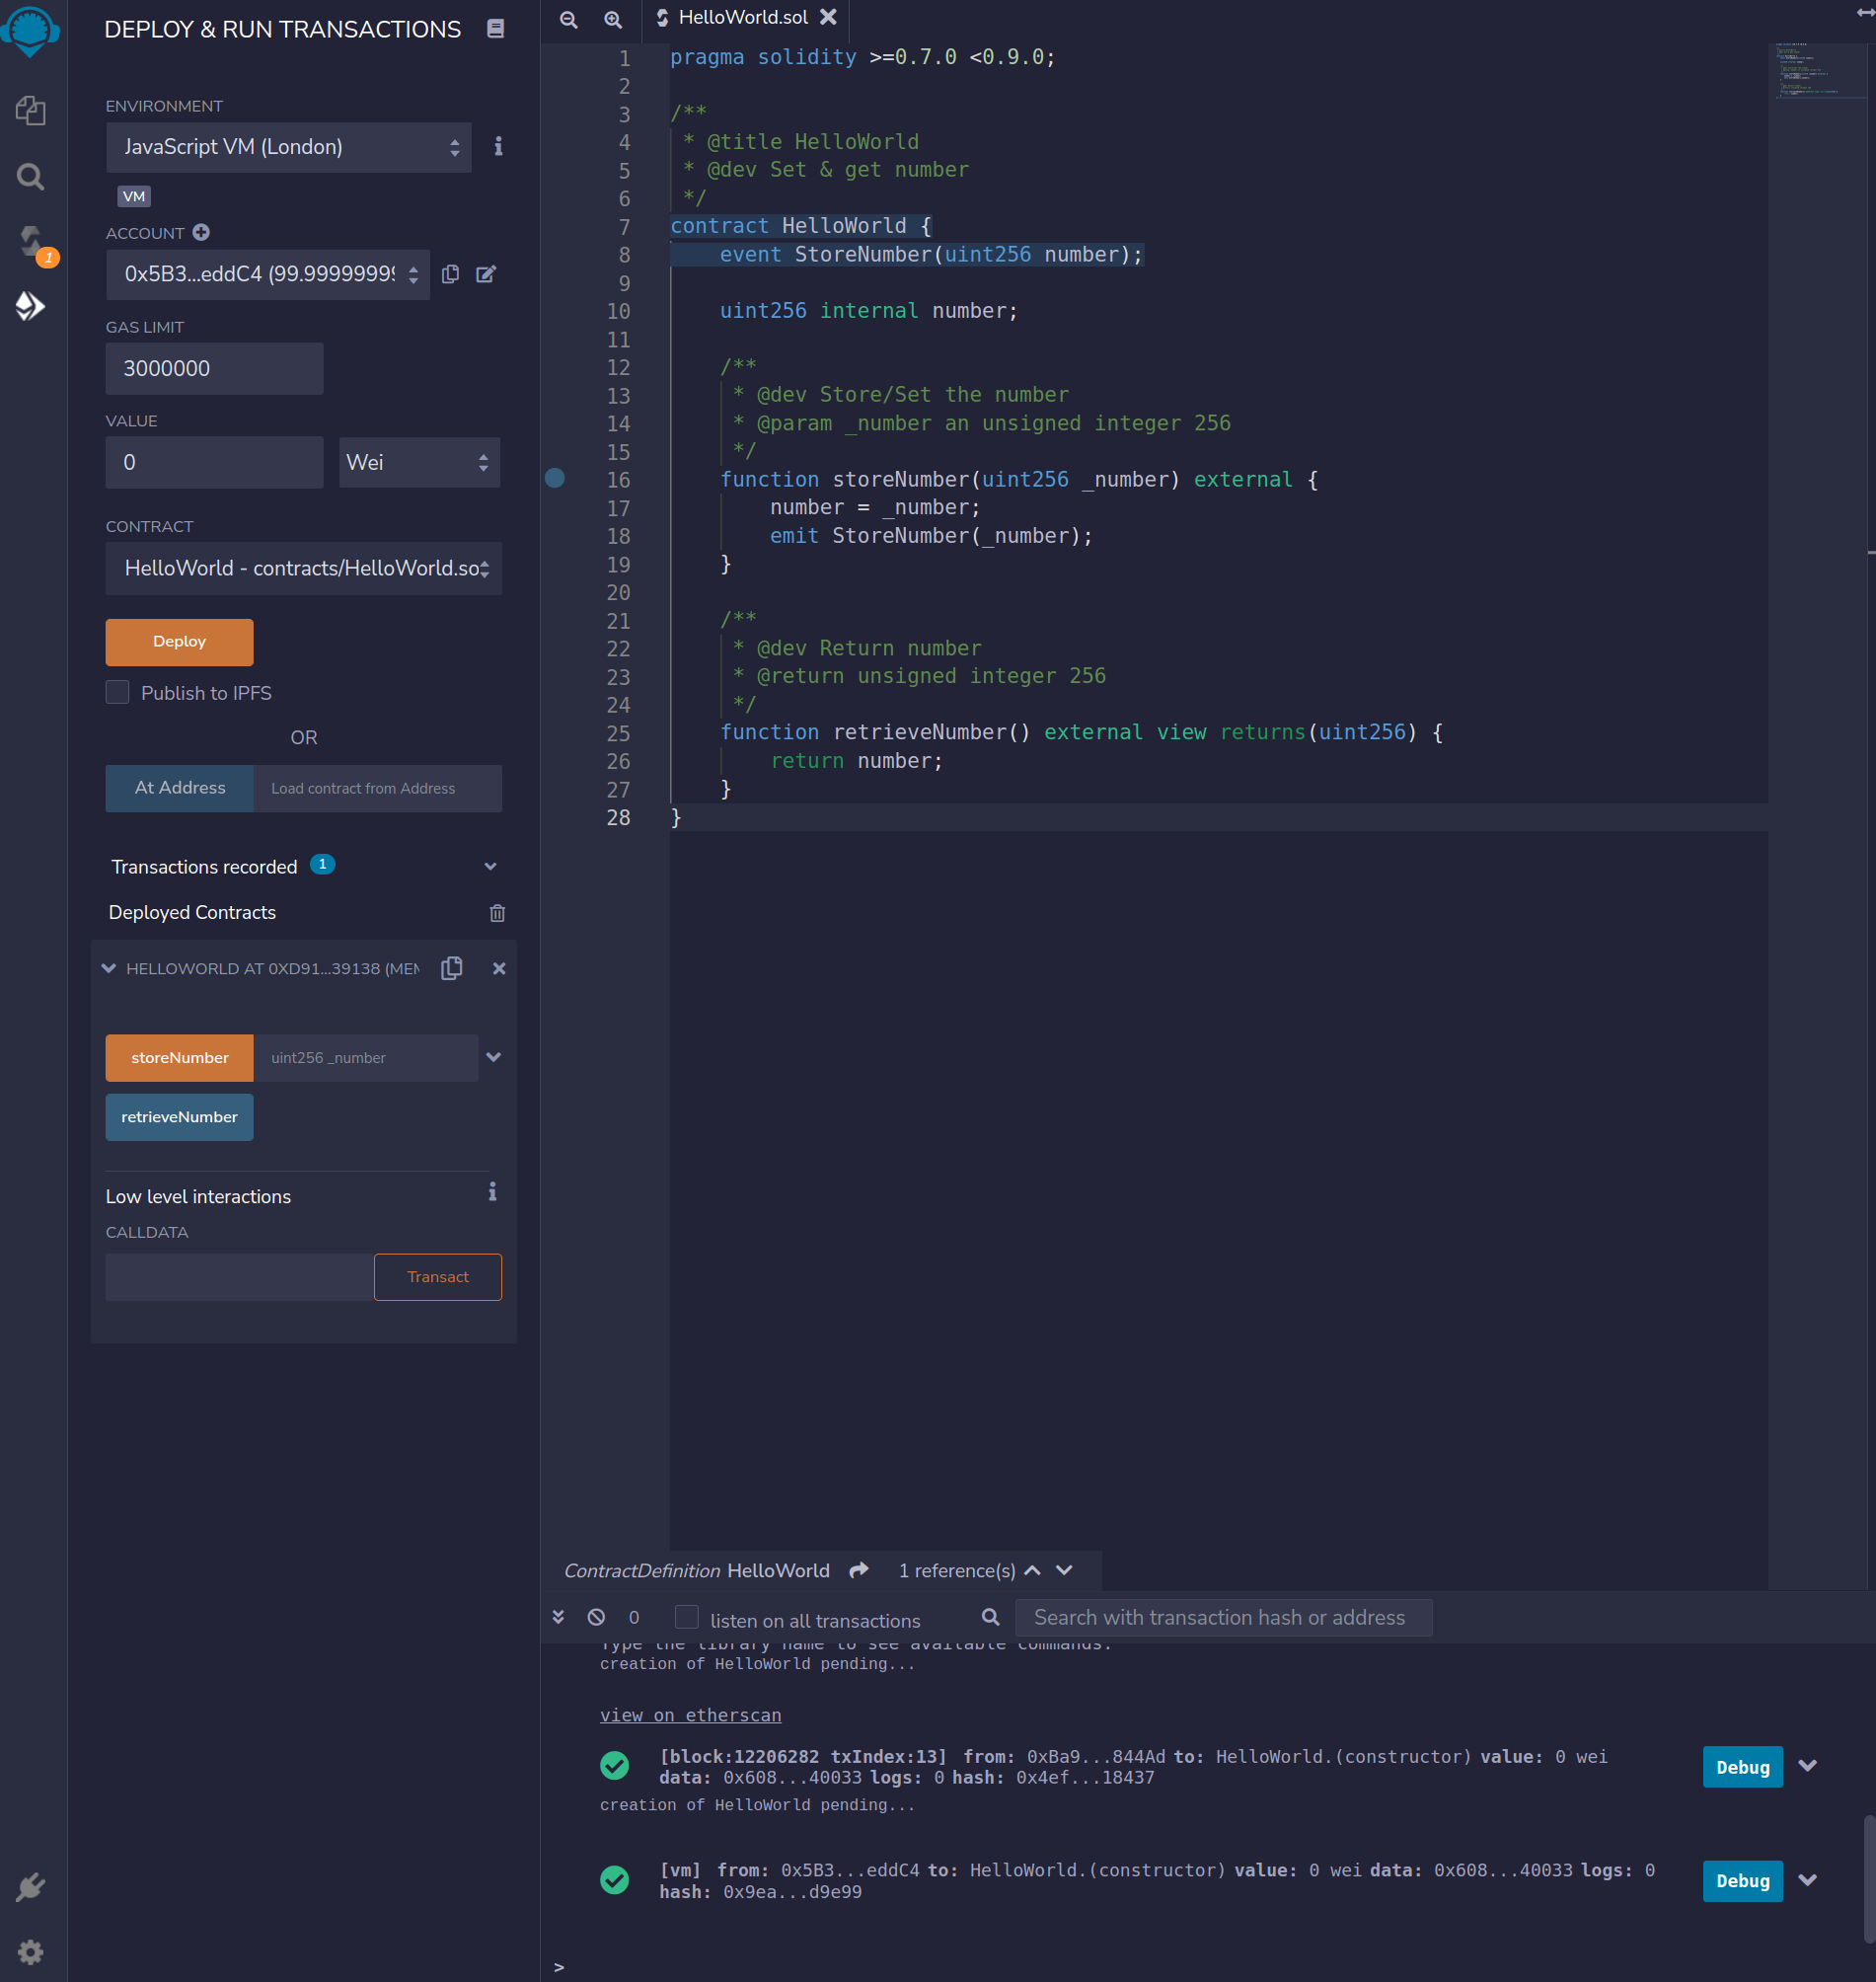 DEPLOY & RUN TRANSACTIONS
ENVIRONMENT
JavaScript VM (London)
VM
ACCOUNT
0x5B3...eddC4 (99.9999999
GAS LIMIT
3000000
VALUE
0
Wei
CONTRACT
HelloWorld - contracts/HelloWorld.so
Deploy
Publish to IPFS
OR
At Address
Load contract from Address
Transactions recorded 1
Deployed Contracts
HELLOWORLD AT 0XD91...39138 (MEM
storeNumber
uint256 _number
retrieveNumber
Low level interactions
CALLDATA
Transact
1
HelloWorld.sol
1 pragma solidity >=0.7.0 <0.9.0;
2
3 /**
4 * @title HelloWorld
5 * @dev Set & get number
6 */
7 contract HelloWorld {
8 event StoreNumber(uint256 number);
9
10 uint256 internal number;
11
12 /**
13 * @dev Store/Set the number
14 * @param _number an unsigned integer 256
15 */
16 function storeNumber(uint256 _number) external {
17 number = _number;
18 emit StoreNumber(_number);
19 }
20
21 /**
22 * @dev Return number
23 * @return unsigned integer 256
24 */
25 function retrieveNumber() external view returns(uint256) {
26 return number;
27 }
28 }
ContractDefinition HelloWorld 1 reference(s)
0 listen on all transactions Search with transaction hash or address
Type the library name to see available commands.
creation of HelloWorld pending...
view on etherscan
[block:12206282 txIndex:13] from: 0xBa9...844Ad to: HelloWorld.(constructor) value: 0 wei
data: 0x608...40033 logs: 0 hash: 0x4ef...18437
Debug
creation of HelloWorld pending...
[vm] from: 0x5B3...eddC4 to: HelloWorld.(constructor) value: 0 wei data: 0x608...40033 logs: 0
hash: 0x9ea...d9e99
Debug
>